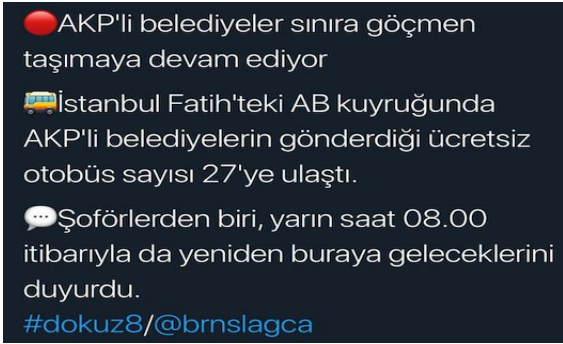 🔴AKP'li belediyeler sınıra göçmen
taşımaya devam ediyor
🚌İstanbul Fatih'teki AB kuyruğunda
AKP'li belediyelerin gönderdiği ücretsiz
otobüs sayısı 27'ye ulaştı.
💬Şoförlerden biri, yarın saat 08.00
itibarıyla da yeniden buraya geleceklerini
duyurdu.
#dokuz8/@brnslagca